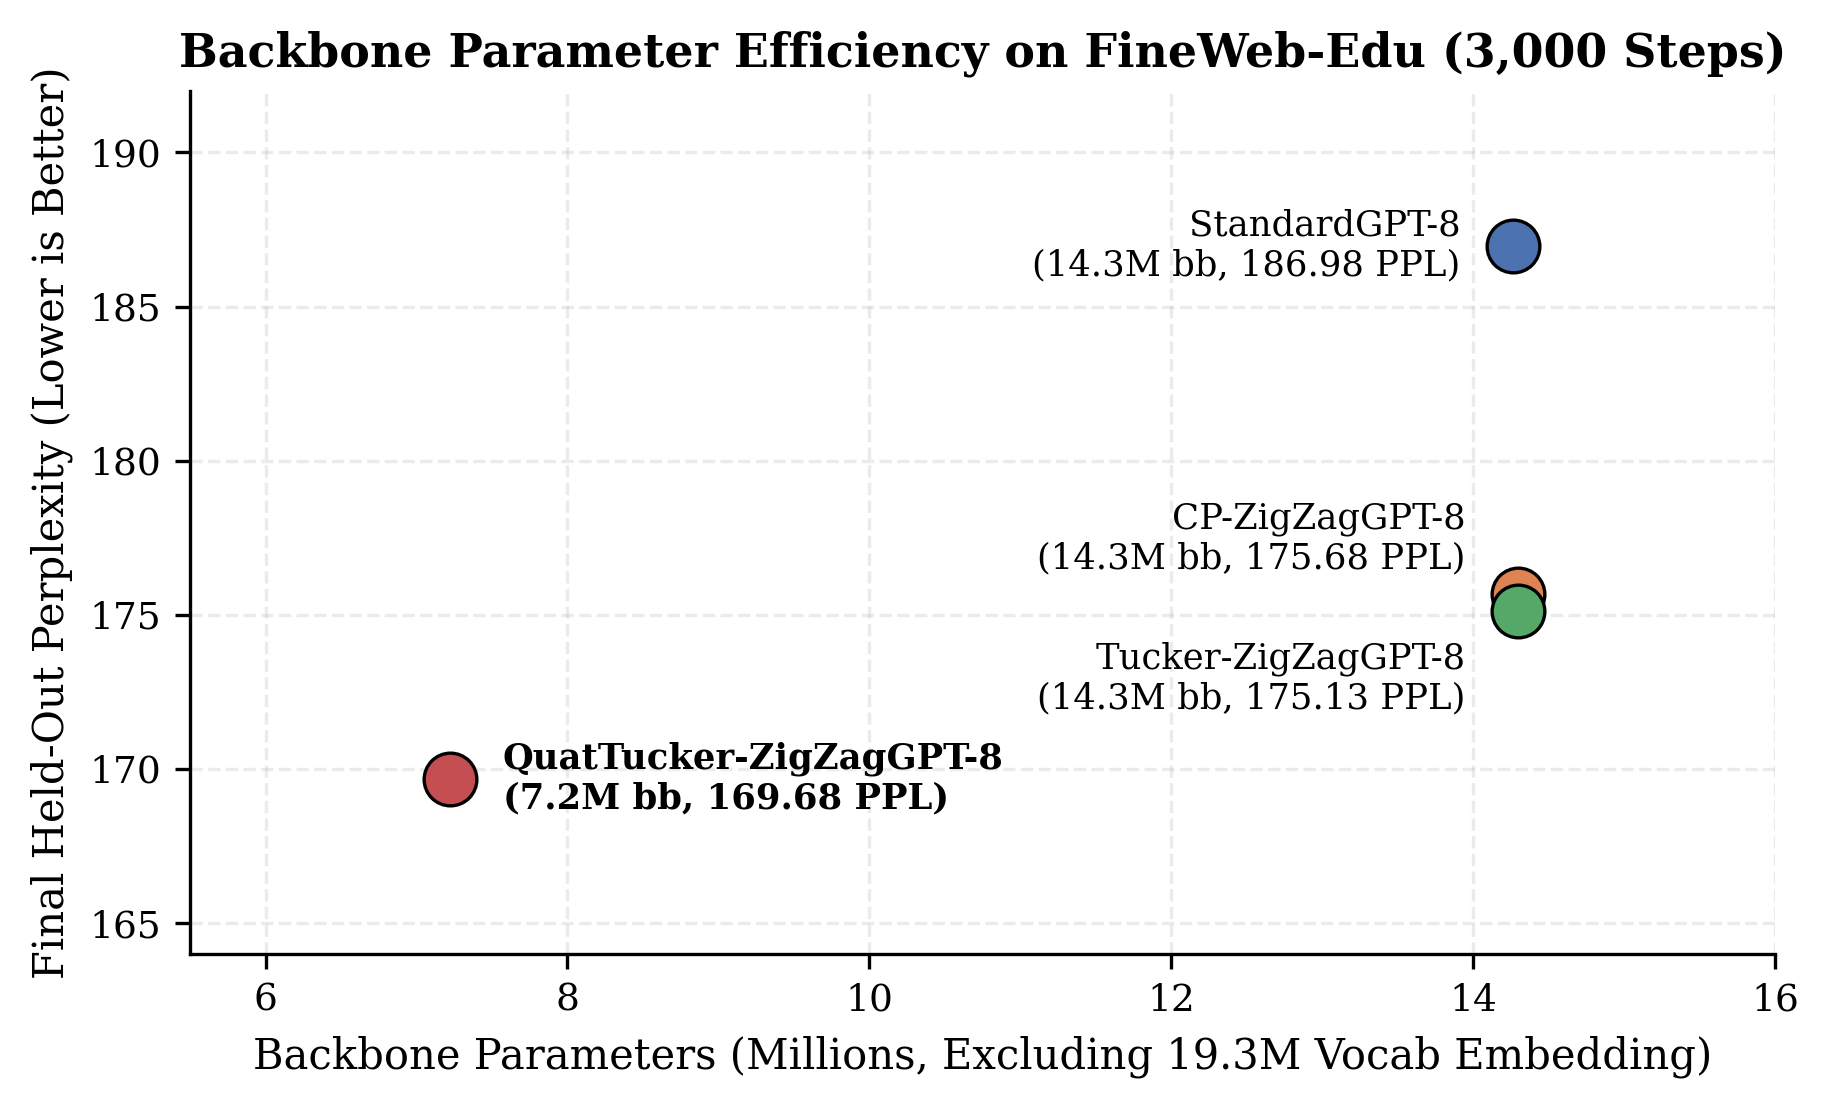 Backbone Parameter Efficiency on FineWeb-Edu (3,000 Steps)
Final Held-Out Perplexity (Lower is Better)
190
185
180
175
170
165
StandardGPT-8
(14.3M bb, 186.98 PPL)
CP-ZigZagGPT-8
(14.3M bb, 175.68 PPL)
Tucker-ZigZagGPT-8
(14.3M bb, 175.13 PPL)
QuatTucker-ZigZagGPT-8
(7.2M bb, 169.68 PPL)
6 8 10 12 14 16
Backbone Parameters (Millions, Excluding 19.3M Vocab Embedding)